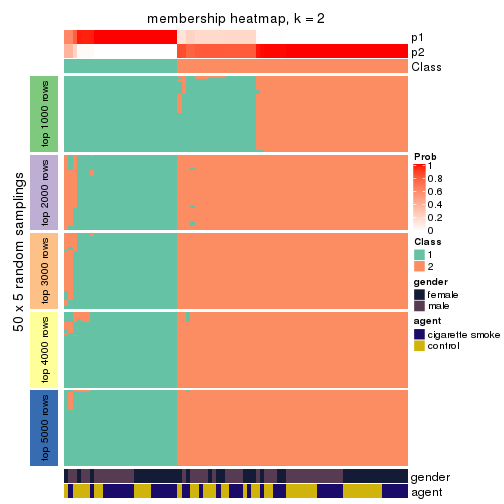 membership heatmap, k = 2
p1
p2
Class
50 x 5 random samplings
top 1000 rows
top 2000 rows
top 3000 rows
top 4000 rows
top 5000 rows
Prob
1
0.8
0.6
0.4
0.2
0
Class
1
2
gender
female
male
agent
cigarette smoke
control
gender
agent